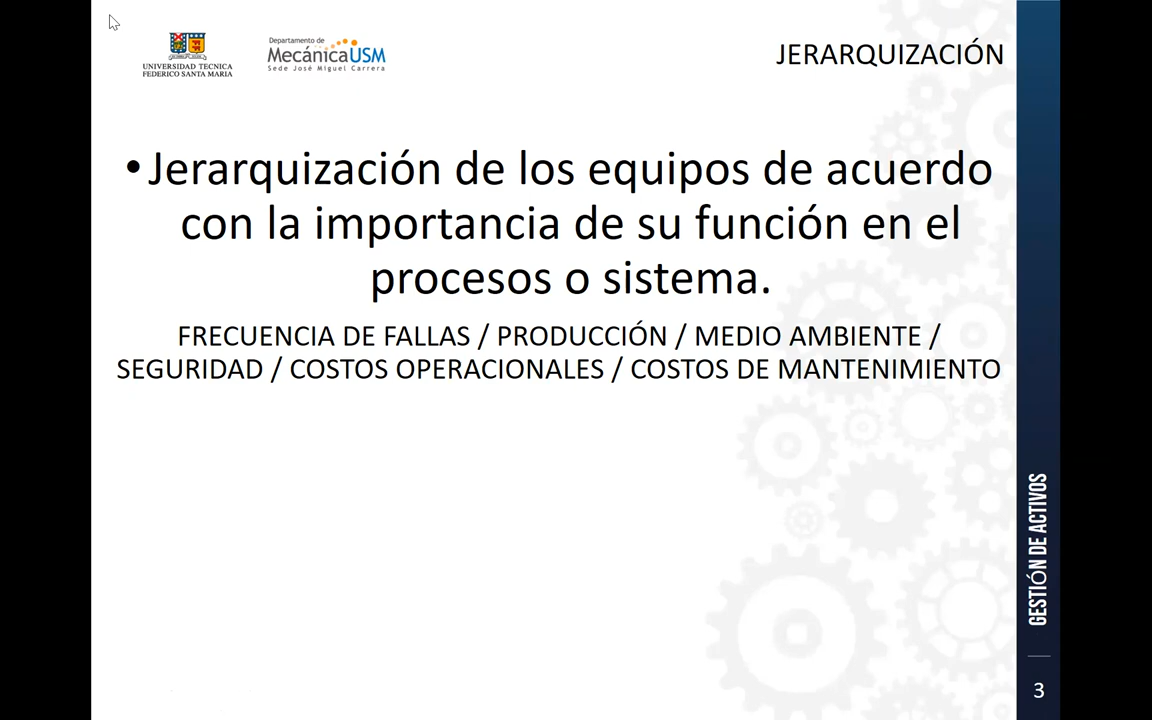 UNIVERSIDAD TECNICA
FEDERICO SANTA MARIA
Departamento de
MecánicaUSM
Sede José Miguel Carrera
JERARQUIZACIÓN
• Jerarquización de los equipos de acuerdo
con la importancia de su función en el
procesos o sistema.
FRECUENCIA DE FALLAS / PRODUCCIÓN / MEDIO AMBIENTE /
SEGURIDAD / COSTOS OPERACIONALES / COSTOS DE MANTENIMIENTO
GESTIÓN DE ACTIVOS
3